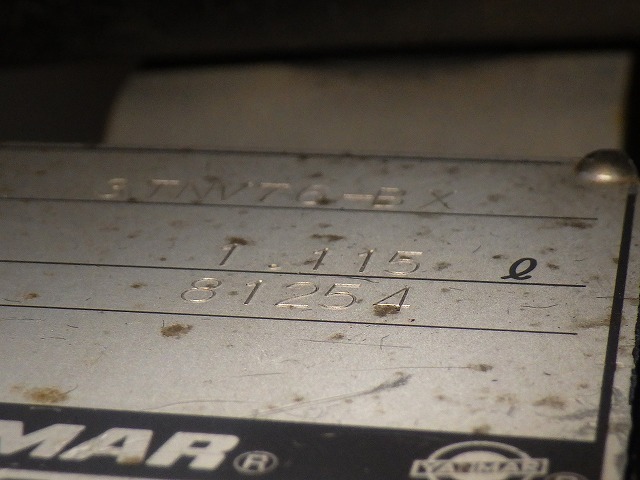 3TNV76-BX
1.115 ℓ
81254
MAR®
YANMAR